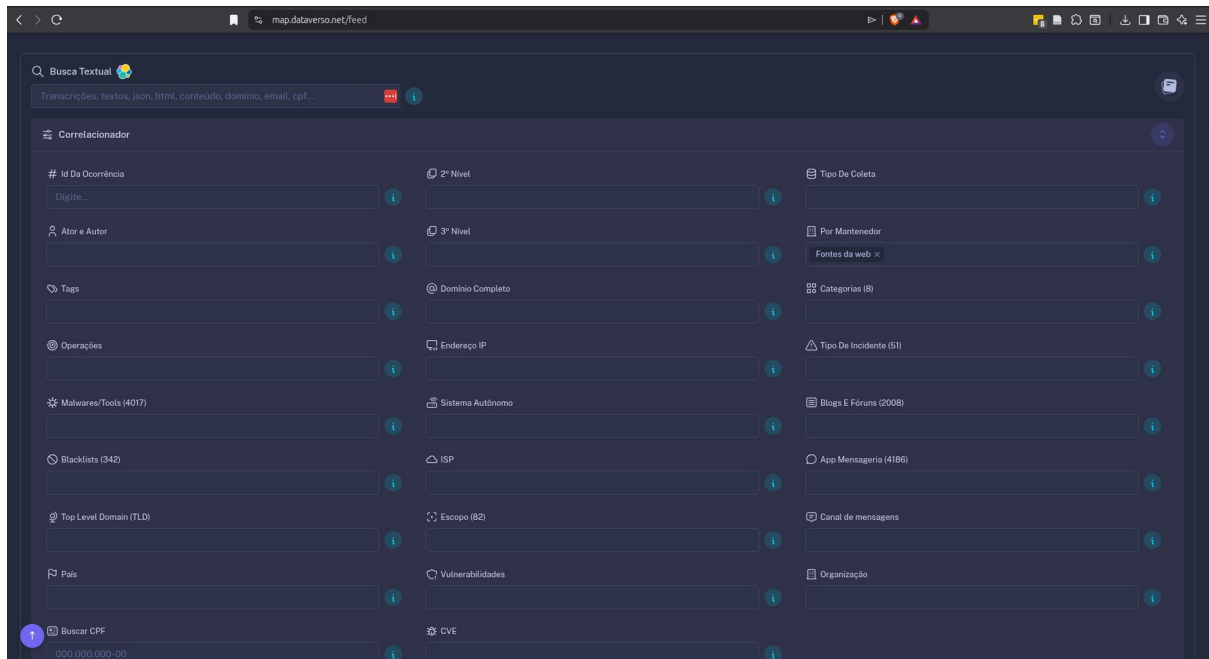 map.dataverso.net/feed
Busca Textual
Transcrições, textos, json, html, conteúdo, domínio, email, cpf...
Correlacionador
# Id Da Ocorrência
2º Nível
Tipo De Coleta
Digite...
Ator e Autor
3º Nível
Por Mantenedor
Fontes da web ×
Tags
Domínio Completo
Categorias (8)
Operações
Endereço IP
Tipo De Incidente (51)
Malwares/Tools (4017)
Sistema Autônomo
Blogs E Fóruns (2008)
Blacklists (342)
ISP
App Mensageria (4186)
Top Level Domain (TLD)
Escopo (82)
Canal de mensagens
País
Vulnerabilidades
Organização
Buscar CPF
CVE
000.000.000-00